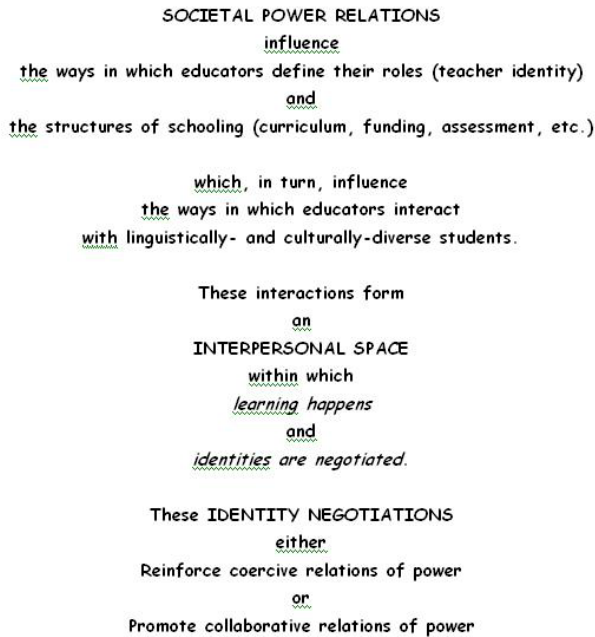 SOCIETAL POWER RELATIONS
influence
the ways in which educators define their roles (teacher identity)
and
the structures of schooling (curriculum, funding, assessment, etc.)
which, in turn, influence
the ways in which educators interact
with linguistically- and culturally-diverse students.
These interactions form
an
INTERPERSONAL SPACE
within which
learning happens
and
identities are negotiated.
These IDENTITY NEGOTIATIONS
either
Reinforce coercive relations of power
or
Promote collaborative relations of power